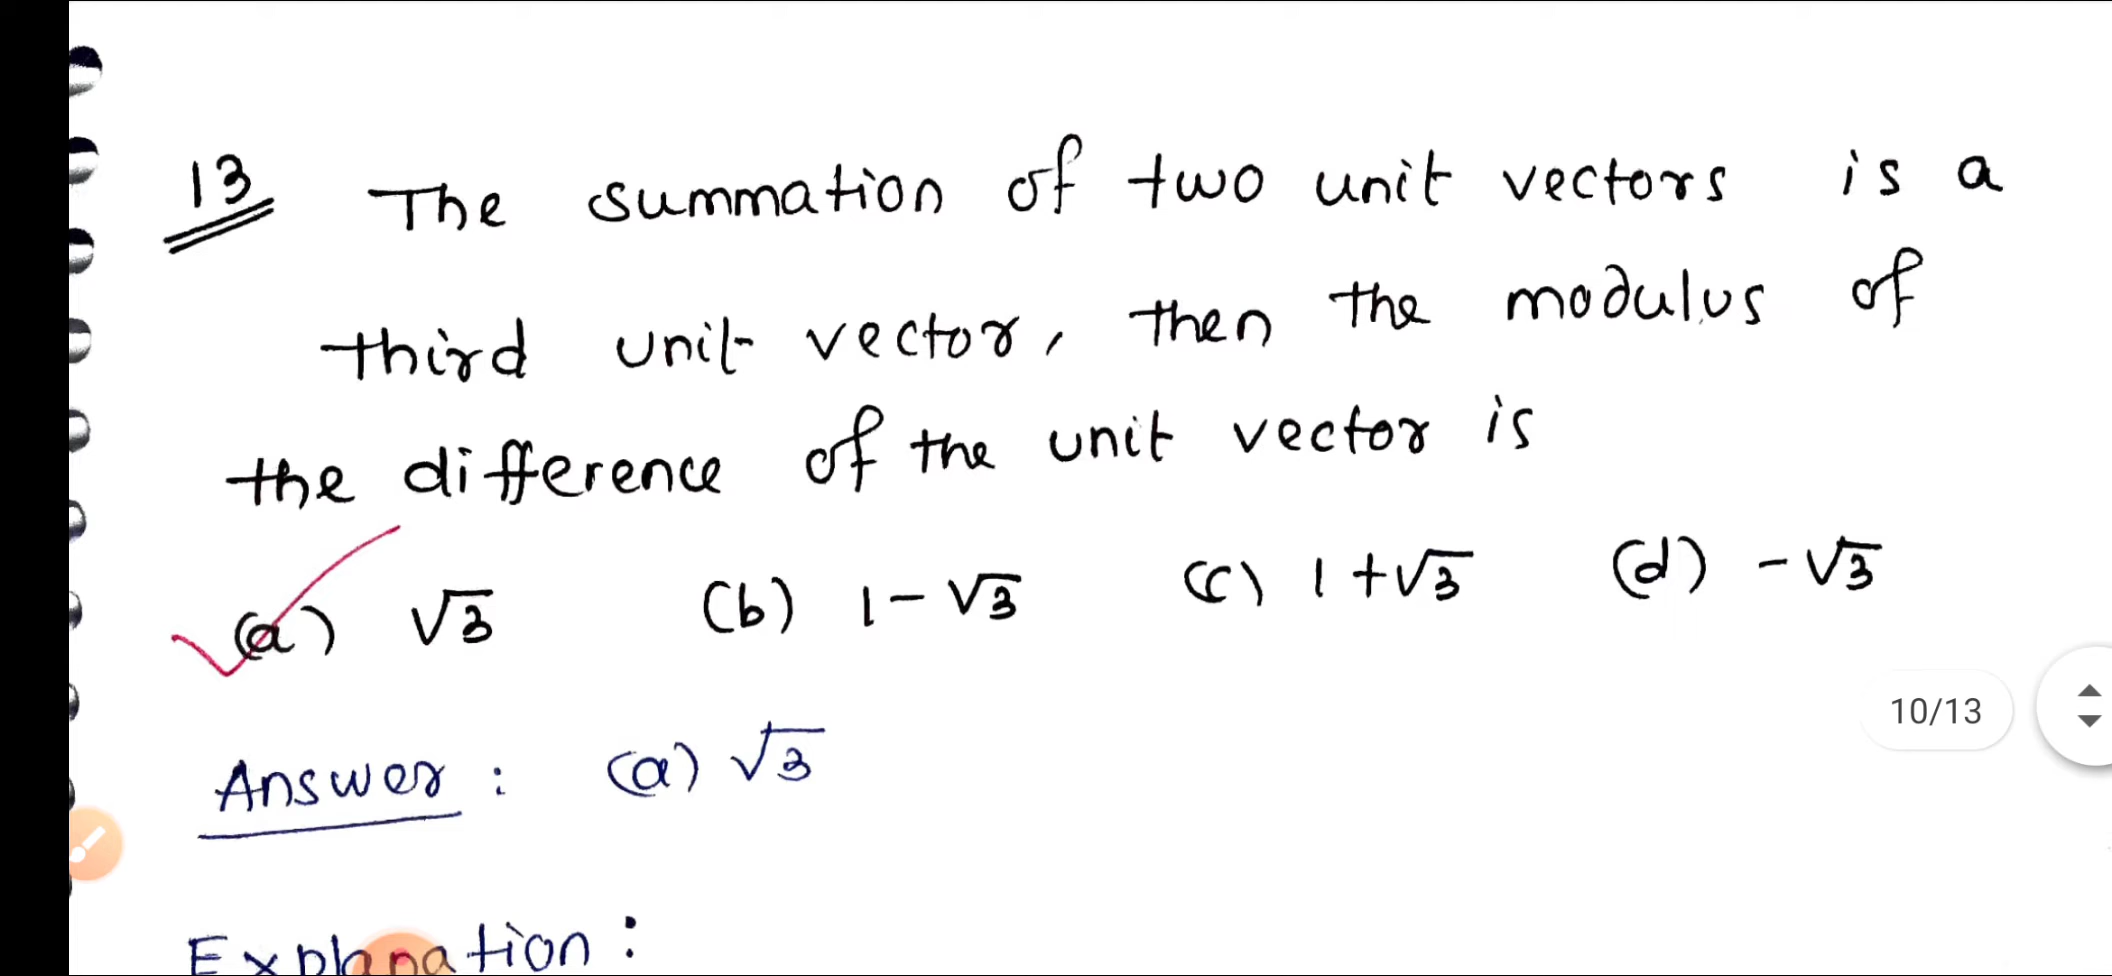 13 The summation of two unit vectors is a
third unit vector, then the modulus of
the difference of the unit vector is
(a) √3 (b) 1-√3 (c) 1+√3 (d) -√3
10/13
Answer : (a) √3
Explanation :